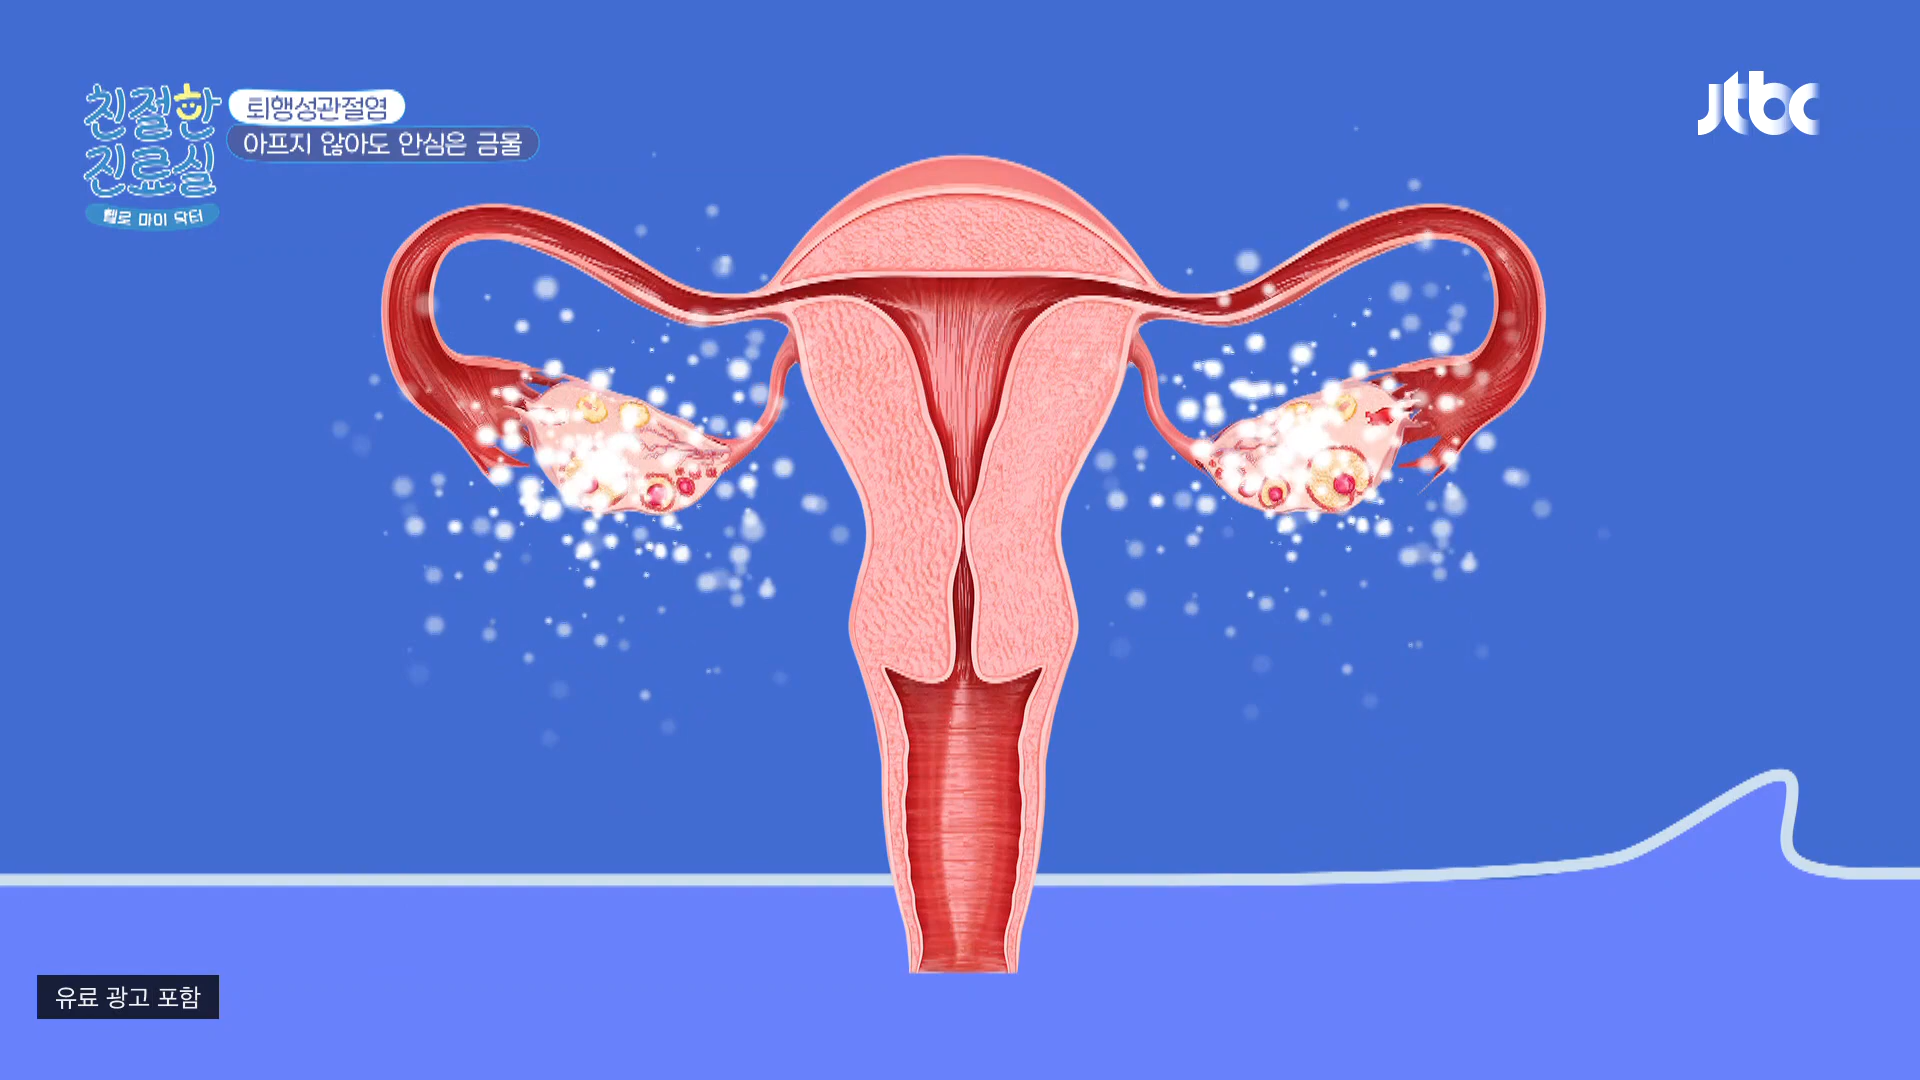 친절한
진료실
헬로 마이 닥터
퇴행성관절염
아프지 않아도 안심은 금물
jtbc
유료 광고 포함